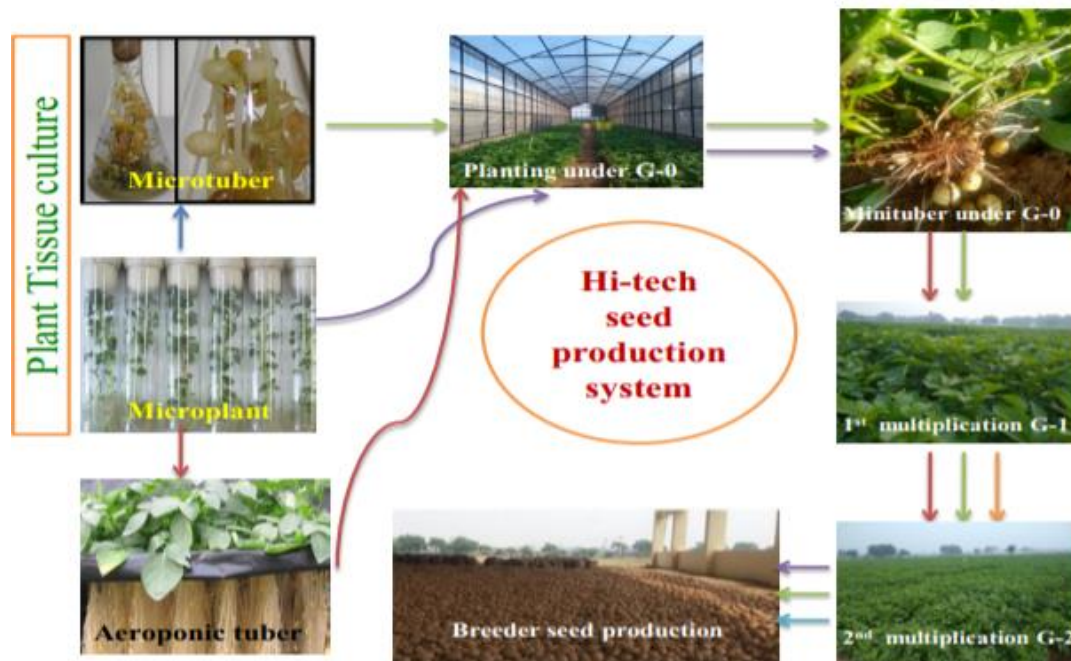 Plant Tissue culture
Microtuber
Microplant
Aeroponic tuber
Planting under G-0
Hi-tech
seed
production
system
Minituber under G-0
1st multiplication G-1
2nd multiplication G-2
Breeder seed production